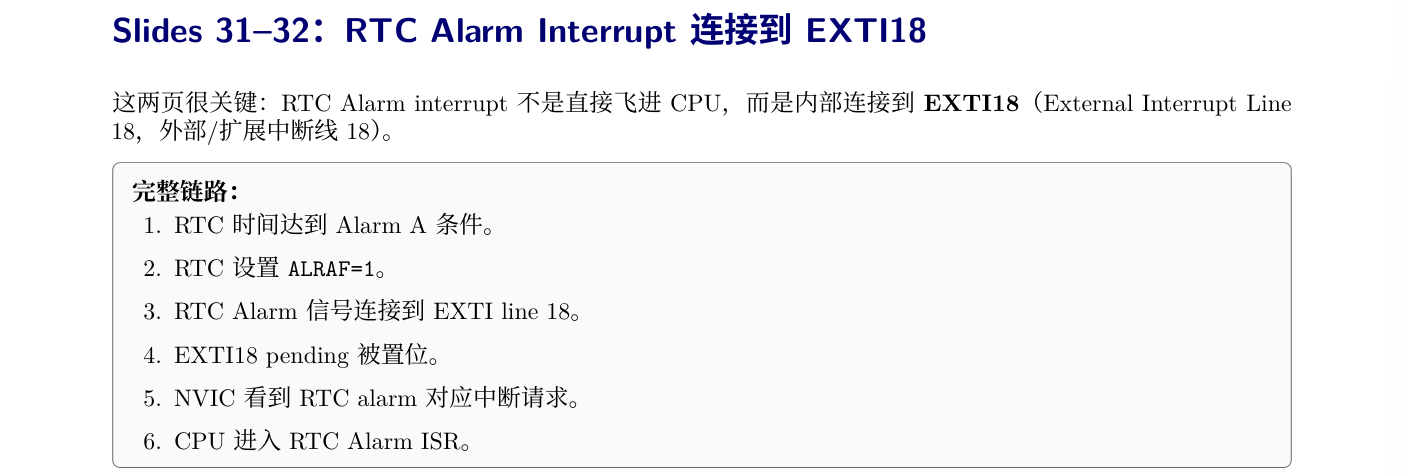 Slides 31–32：RTC Alarm Interrupt 连接到 EXTI18
这两页很关键：RTC Alarm interrupt 不是直接飞进 CPU，而是内部连接到 EXTI18（External Interrupt Line
18，外部/扩展中断线 18）。
完整链路：
1. RTC 时间达到 Alarm A 条件。
2. RTC 设置 ALRAF=1。
3. RTC Alarm 信号连接到 EXTI line 18。
4. EXTI18 pending 被置位。
5. NVIC 看到 RTC alarm 对应中断请求。
6. CPU 进入 RTC Alarm ISR。